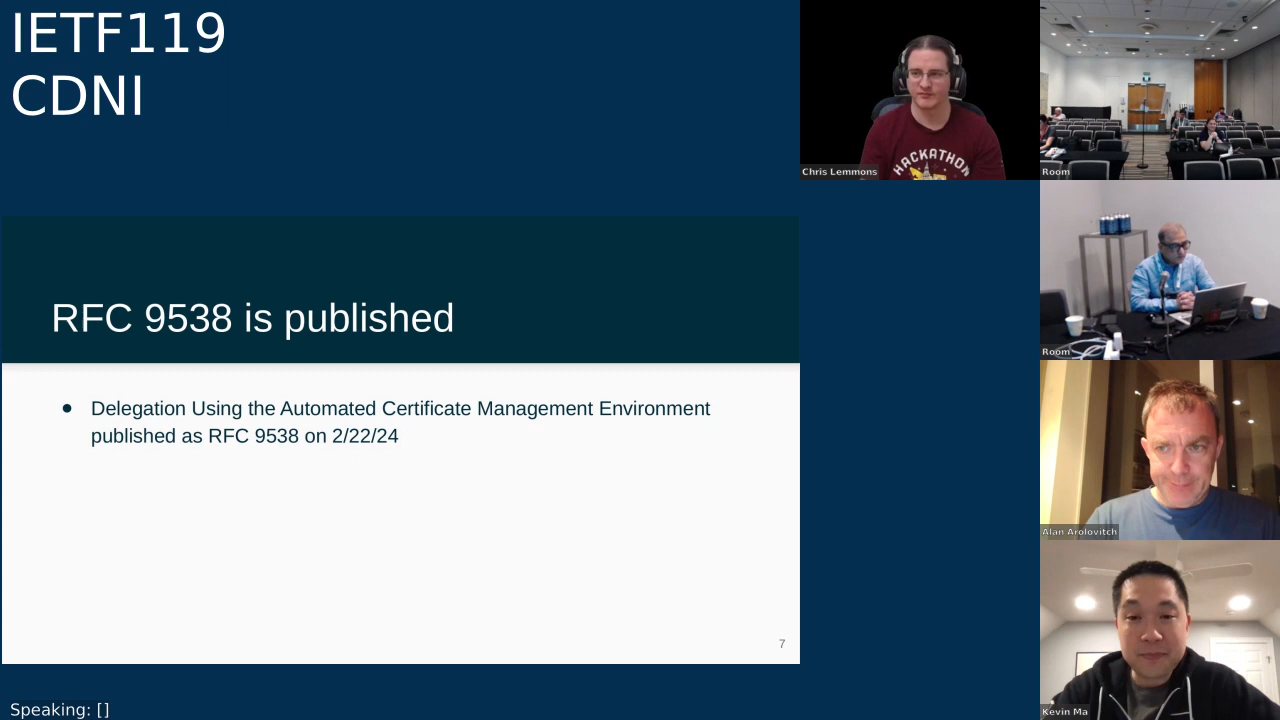 IETF119
CDNI
Chris Lemmons
HACKATHON
Room
Room
RFC 9538 is published
● Delegation Using the Automated Certificate Management Environment
published as RFC 9538 on 2/22/24
7
Alan Arolovitch
Kevin Ma
Speaking: []